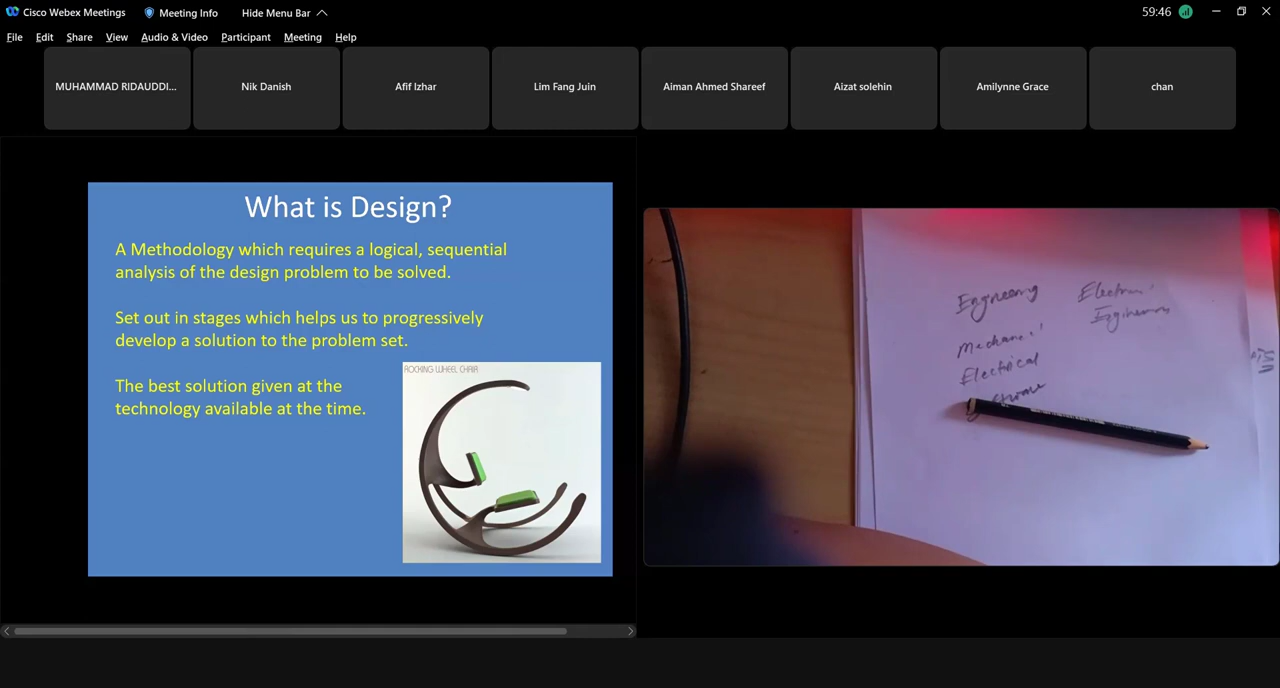 Cisco Webex Meetings
Meeting Info
Hide Menu Bar
59:46
File Edit Share View Audio & Video Participant Meeting Help
MUHAMMAD RIDAUDDI...
Nik Danish
Afif Izhar
Lim Fang Juin
Aiman Ahmed Shareef
Aizat solehin
Amilynne Grace
chan
What is Design?
A Methodology which requires a logical, sequential
analysis of the design problem to be solved.
Set out in stages which helps us to progressively
develop a solution to the problem set.
The best solution given at the
technology available at the time.
ROCKING WHEEL CHAIR
Engineering
Electrical